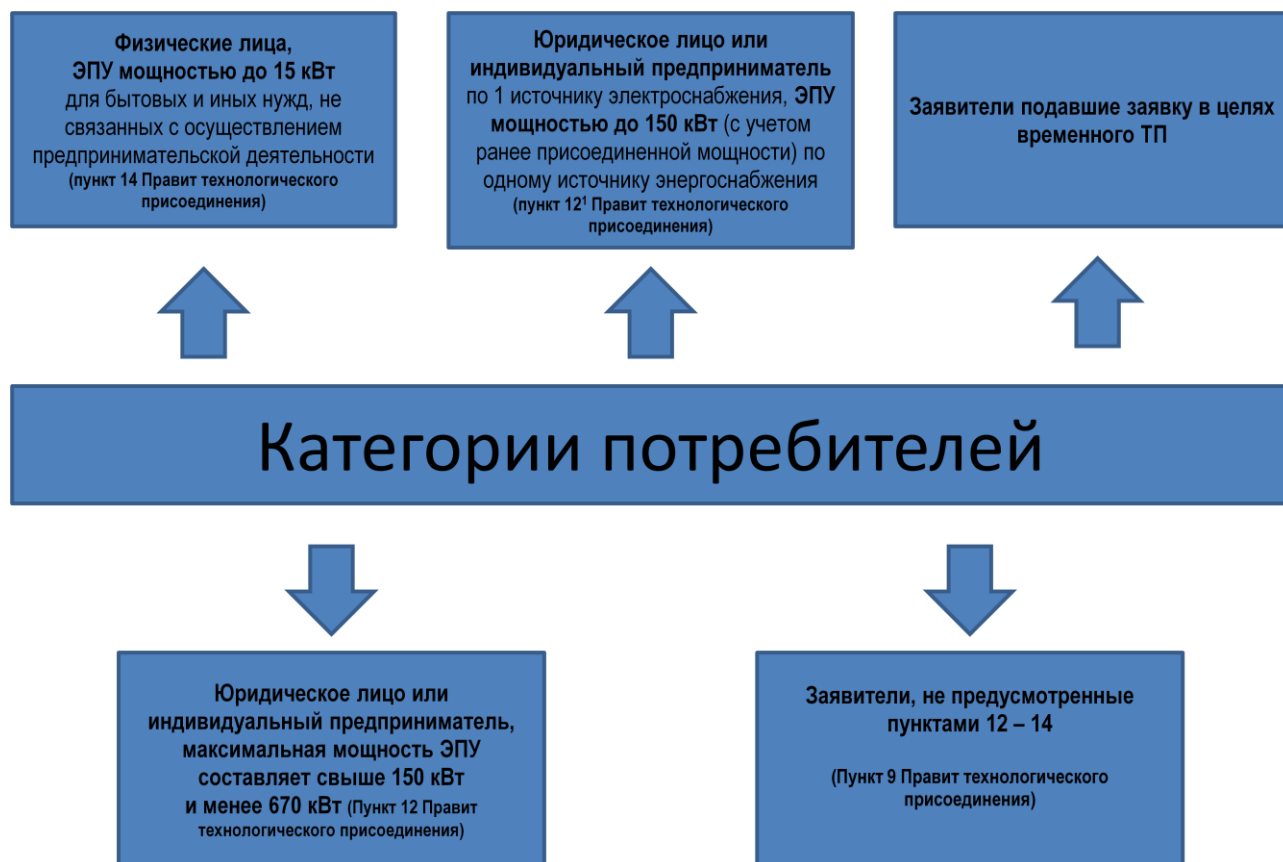 Физические лица,
ЭПУ мощностью до 15 кВт
для бытовых и иных нужд, не
связанных с осуществлением
предпринимательской деятельности
(пункт 14 Правит технологического
присоединения)
Юридическое лицо или
индивидуальный предприниматель
по 1 источнику электроснабжения, ЭПУ
мощностью до 150 кВт (с учетом
ранее присоединенной мощности) по
одному источнику энергоснабжения
(пункт 12¹ Правит технологического
присоединения)
Заявители подавшие заявку в целях
временного ТП
Категории потребителей
Юридическое лицо или
индивидуальный предприниматель,
максимальная мощность ЭПУ
составляет свыше 150 кВт
и менее 670 кВт (Пункт 12 Правит
технологического присоединения)
Заявители, не предусмотренные
пунктами 12 – 14
(Пункт 9 Правит технологического
присоединения)